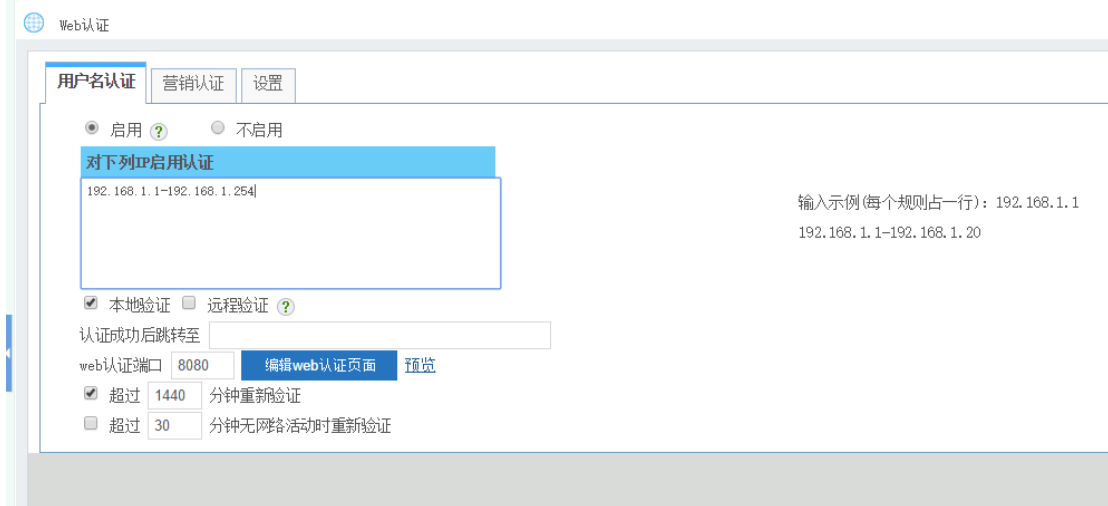 Web认证
用户名认证 营销认证 设置
启用 ? 不启用
对下列IP启用认证
192.168.1.1-192.168.1.254
输入示例(每个规则占一行): 192.168.1.1
192.168.1.1-192.168.1.20
本地验证 远程验证 ?
认证成功后跳转至
web认证端口 8080 编辑web认证页面 预览
超过 1440 分钟重新验证
超过 30 分钟无网络活动时重新验证